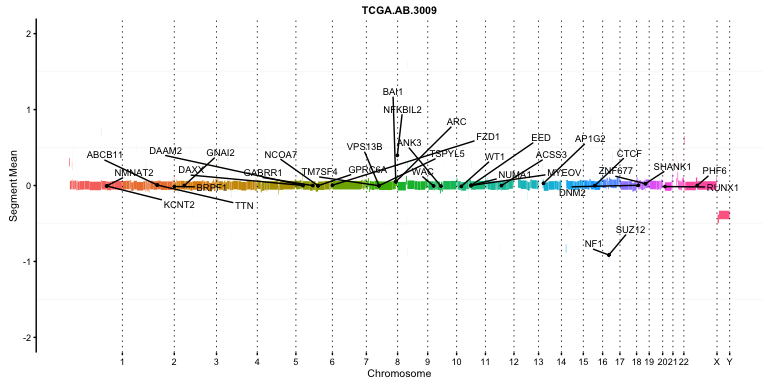 TCGA.AB.3009
2
1
0
-1
-2
Segment Mean
BAI1
NFKBIL2
ARC
FZD1
EED
AP1G2
ABCB11
DAAM2
GNAI2
NCOA7
VPS13B
ANK3
TSPYL5
WT1
ACSS3
CTCF
NMNAT2
DAXX
GABRR1
TM7SF4
GPRC6A
WAC
NUMA1
MYEOV
ZNF677
SHANK1
PHF6
BRPF1
DNM2
RUNX1
KCNT2
TTN
NF1
SUZ12
1 2 3 4 5 6 7 8 9 10 11 12 13 14 15 16 17 18 19 20 21 22 X Y
Chromosome